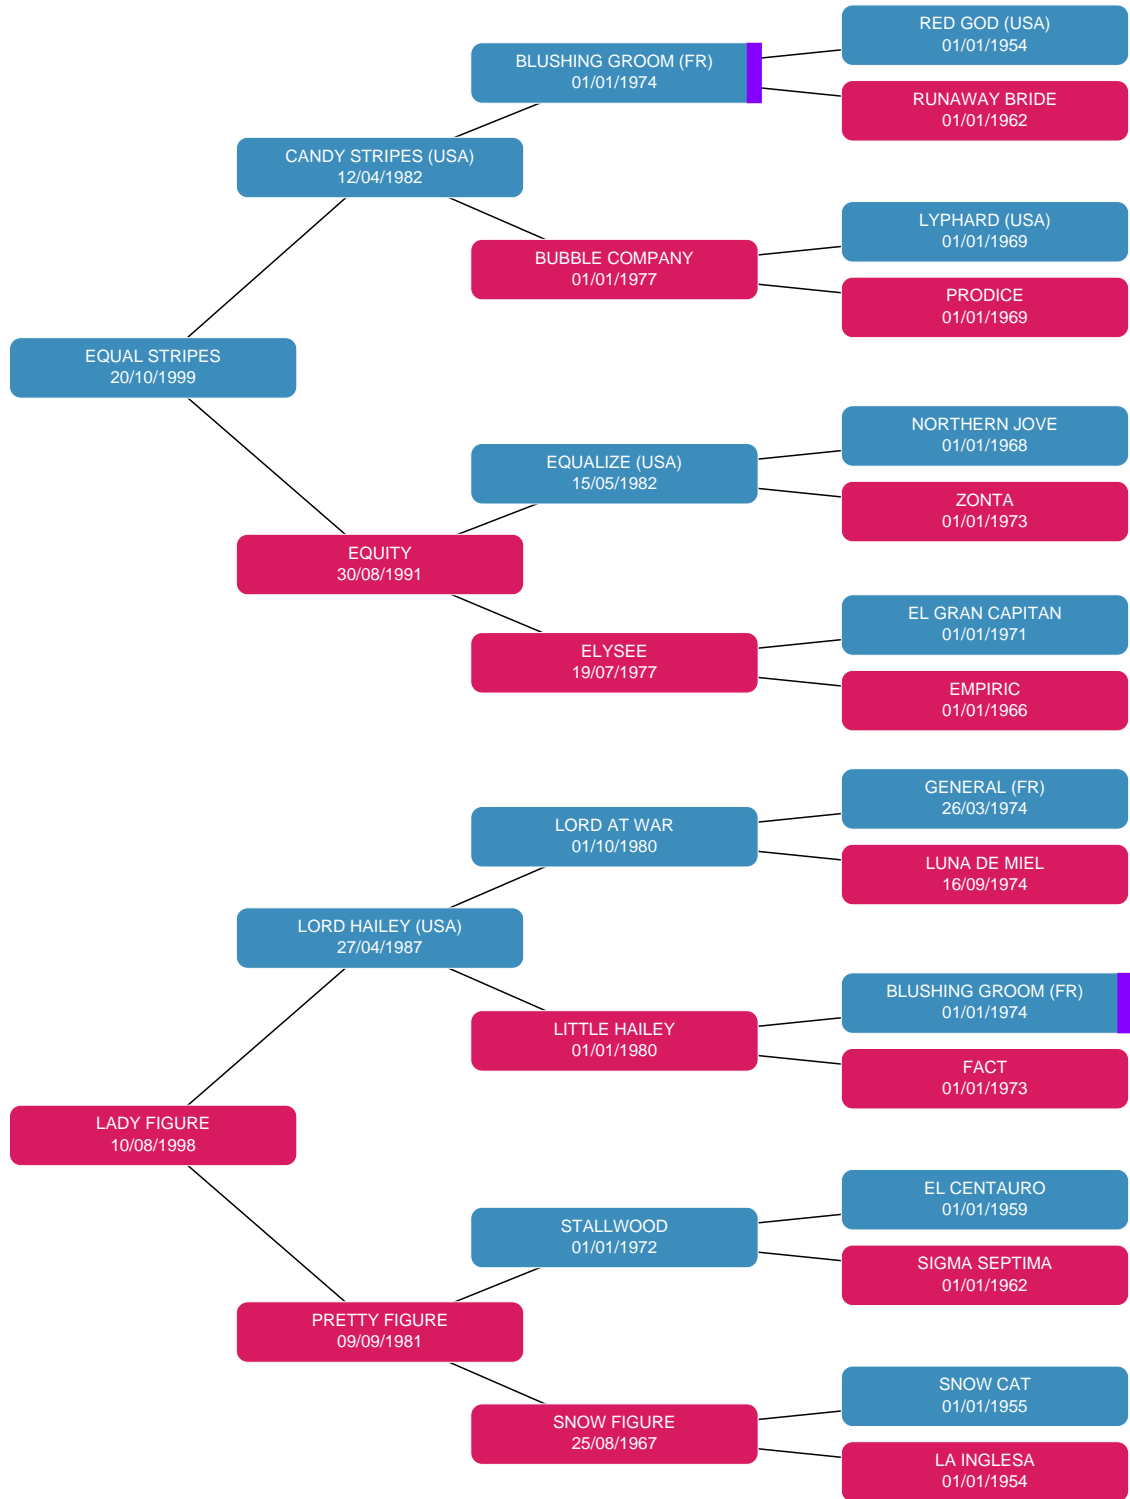 RED GOD (USA)
01/01/1954
BLUSHING GROOM (FR)
01/01/1974
RUNAWAY BRIDE
01/01/1962
CANDY STRIPES (USA)
12/04/1982
LYPHARD (USA)
01/01/1969
BUBBLE COMPANY
01/01/1977
PRODICE
01/01/1969
EQUAL STRIPES
20/10/1999
NORTHERN JOVE
01/01/1968
EQUALIZE (USA)
15/05/1982
ZONTA
01/01/1973
EQUITY
30/08/1991
EL GRAN CAPITAN
01/01/1971
ELYSEE
19/07/1977
EMPIRIC
01/01/1966
GENERAL (FR)
26/03/1974
LORD AT WAR
01/10/1980
LUNA DE MIEL
16/09/1974
LORD HAILEY (USA)
27/04/1987
BLUSHING GROOM (FR)
01/01/1974
LITTLE HAILEY
01/01/1980
FACT
01/01/1973
LADY FIGURE
10/08/1998
EL CENTAURO
01/01/1959
STALLWOOD
01/01/1972
SIGMA SEPTIMA
01/01/1962
PRETTY FIGURE
09/09/1981
SNOW CAT
01/01/1955
SNOW FIGURE
25/08/1967
LA INGLESA
01/01/1954